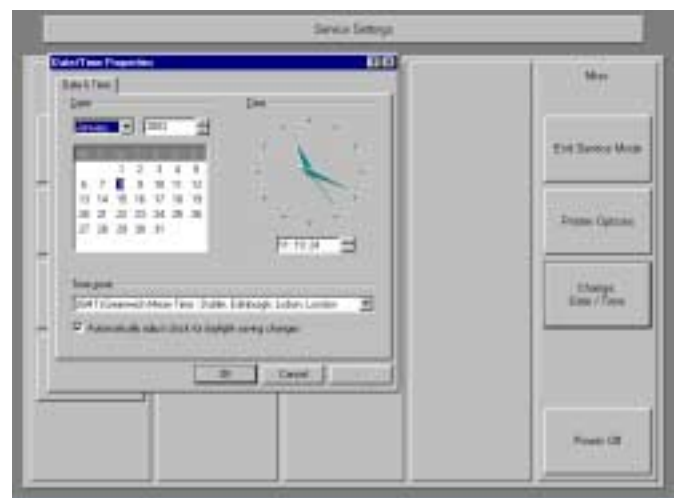 Service Settings
Date/Time Properties
Date & Time
Date
Time
January
1 2 3 4 5
6 7 8 9 10 11 12
13 14 15 16 17 18 19
20 21 22 23 24 25 26
27 28 29 30 31
Time zone
(GMT) Greenwich Mean Time : Dublin, Edinburgh, Lisbon, London
Automatically adjust clock for daylight saving changes
OK
Cancel
Misc
Exit Service Mode
Printer Options
Change
Date / Time
Power Off